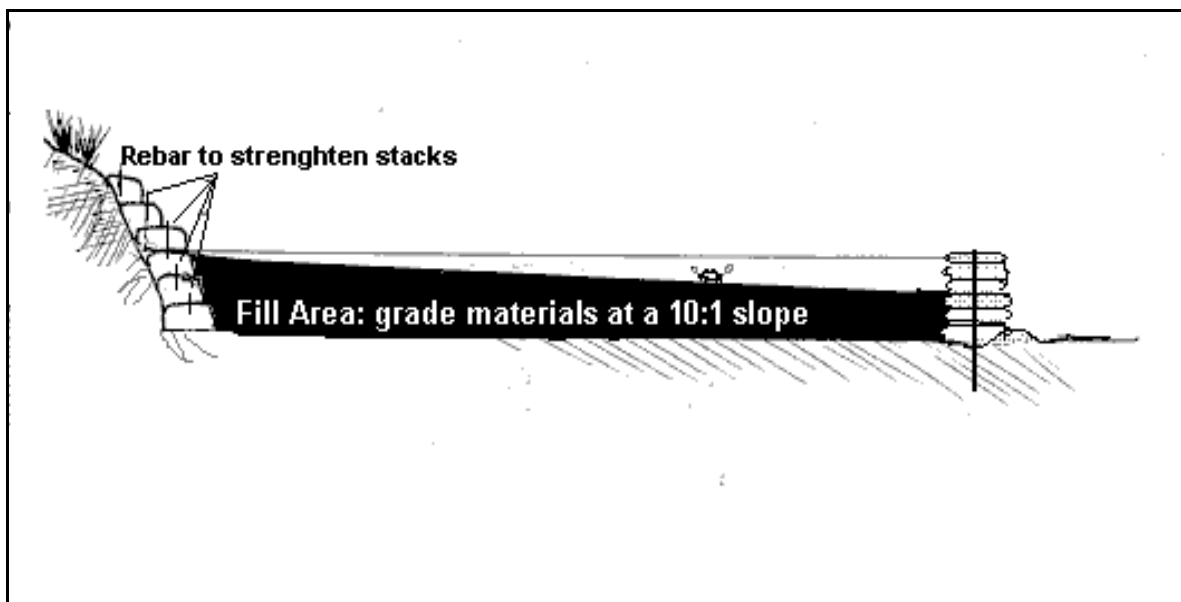 Rebar to strenghten stacks
Fill Area: grade materials at a 10:1 slope